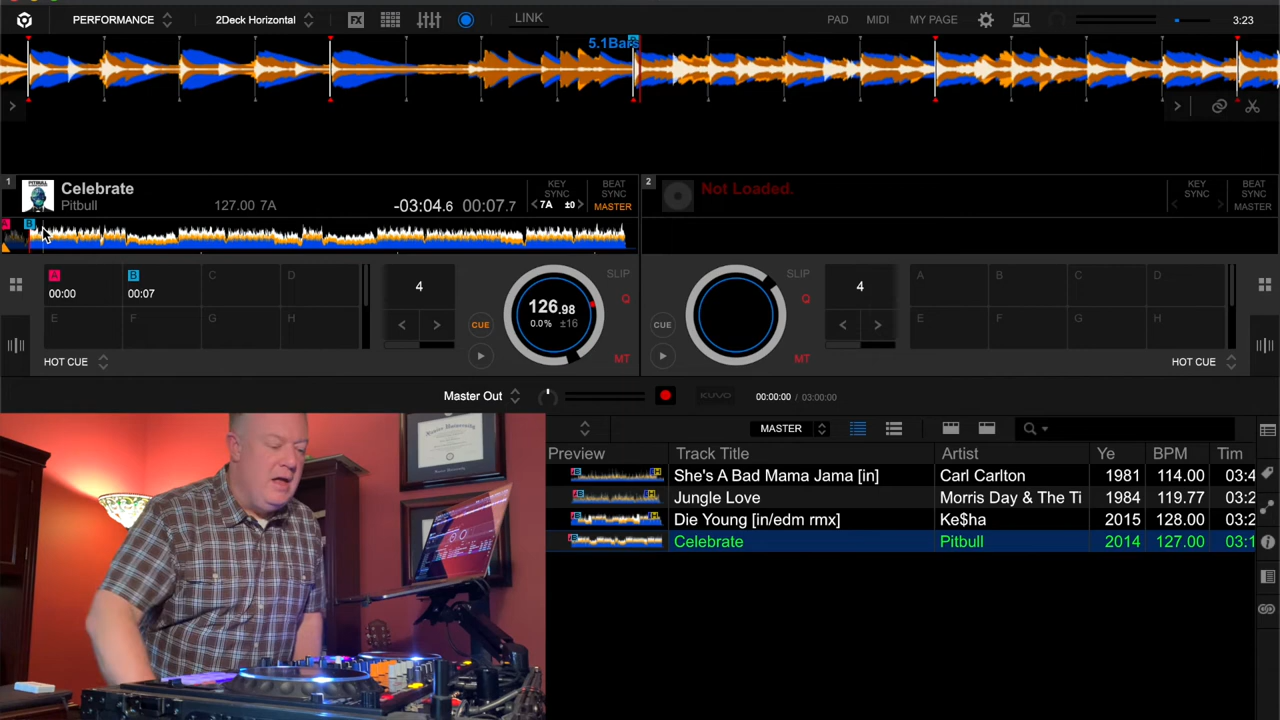 PERFORMANCE 2Deck Horizontal FX LINK PAD MIDI MY PAGE 3:23
5.1Bars B
1 Celebrate KEY SYNC BEAT SYNC MASTER
Pitbull 127.00 7A -03:04.6 00:07.7 7A ±0
2 Not Loaded. KEY SYNC BEAT SYNC MASTER
A B
A B C D 4 SLIP
00:00 00:07 126.98 Q
E F G H 0.0% ±16 CUE
HOT CUE MT
4 SLIP A B C D
CUE Q E F G H
MT HOT CUE
Master Out KUVO 00:00:00 / 03:00:00
MASTER
Preview Track Title Artist Ye BPM Tim
She's A Bad Mama Jama [in] Carl Carlton 1981 114.00 03:4
Jungle Love Morris Day & The Ti 1984 119.77 03:2
Die Young [in/edm rmx] Ke$ha 2015 128.00 03:2
Celebrate Pitbull 2014 127.00 03:1